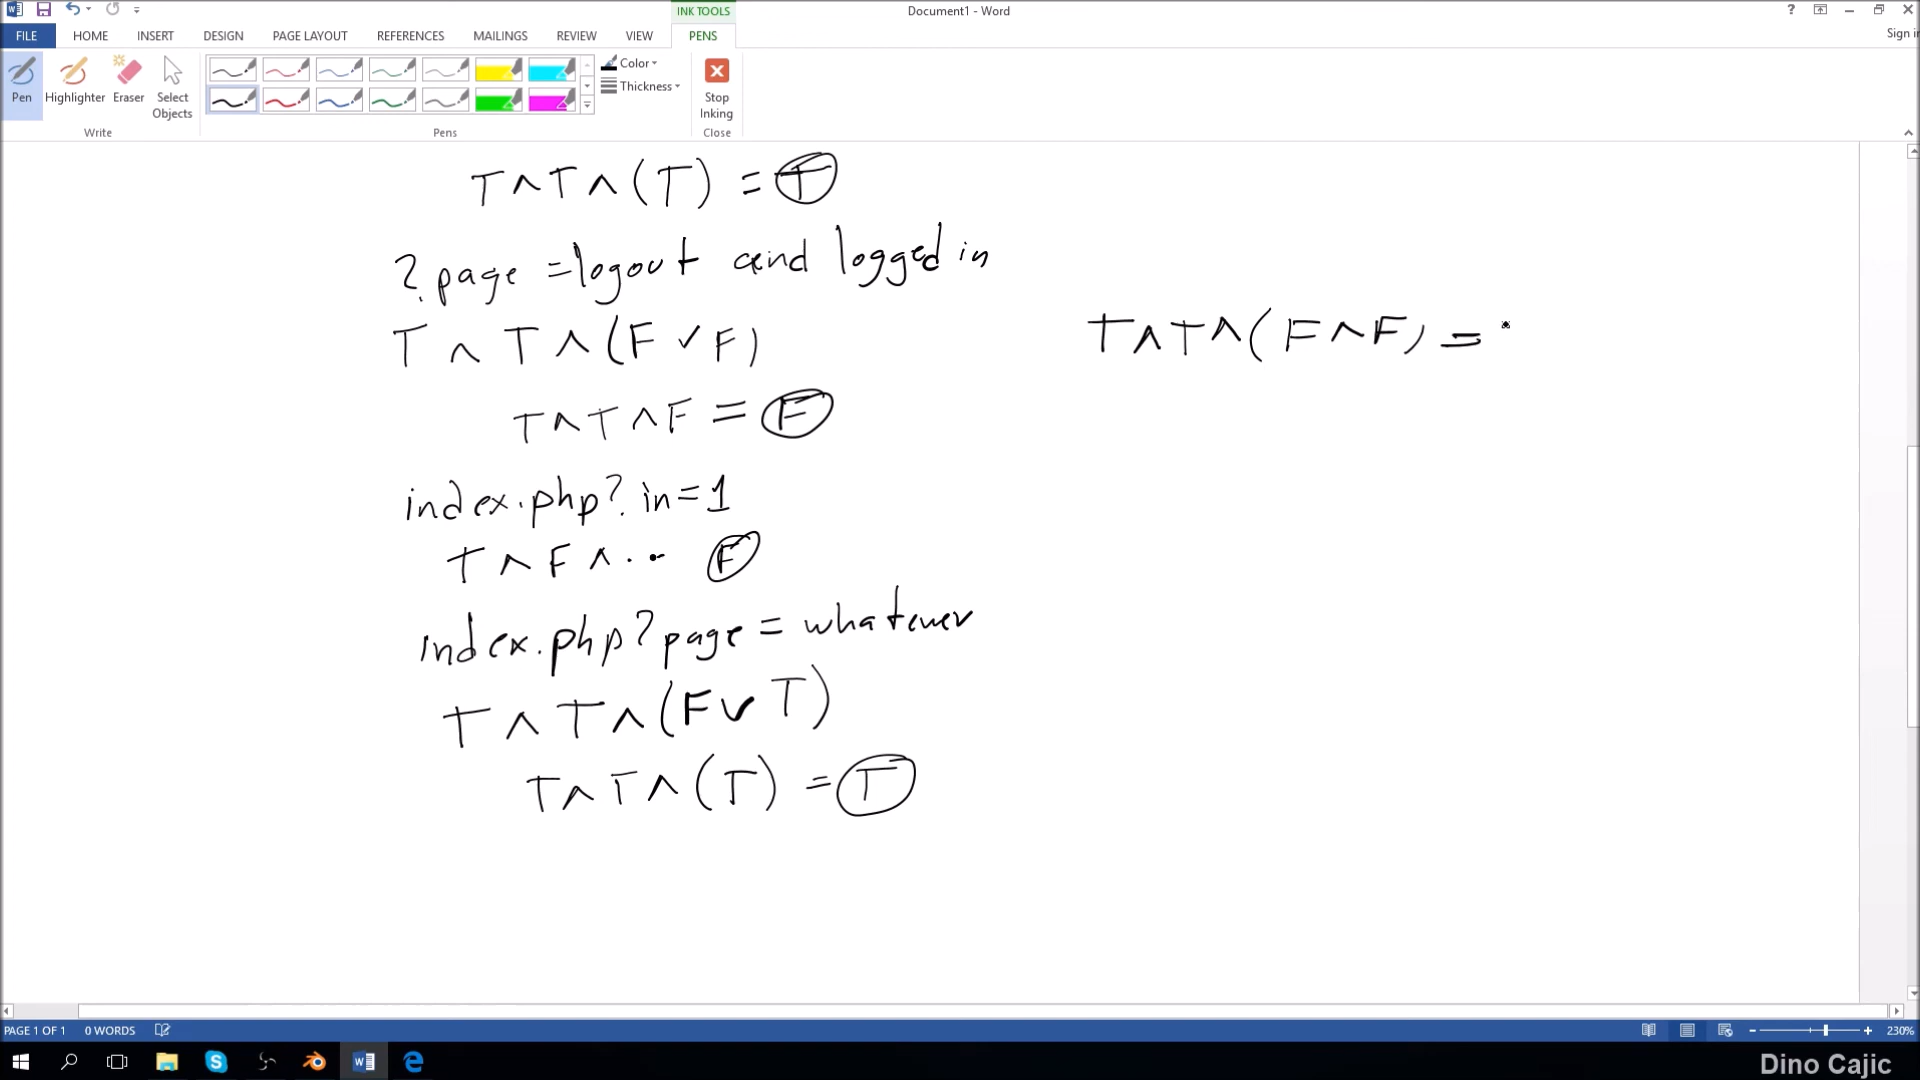 INK TOOLS
Document1 - Word
?
FILE HOME INSERT DESIGN PAGE LAYOUT REFERENCES MAILINGS REVIEW VIEW PENS
Pen Highlighter Eraser Select Objects
Color
Thickness
Stop Inking
Write Pens Close
T∧T∧(T) = T
?page =logout and logged in
T ∧ T ∧ (F ∨ F)
T∧T∧(F∧F) =
T∧T∧F = F
index.php? in=1
T ∧ F ∧ .. F
index.php?page = whatever
T ∧ T ∧ (F ∨ T)
T∧T∧(T) = T
PAGE 1 OF 1 0 WORDS
230%
Dino Cajic